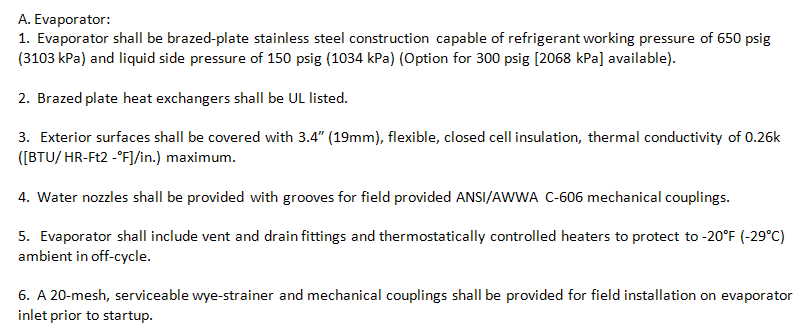 A. Evaporator:
1. Evaporator shall be brazed-plate stainless steel construction capable of refrigerant working pressure of 650 psig
(3103 kPa) and liquid side pressure of 150 psig (1034 kPa) (Option for 300 psig [2068 kPa] available).
2. Brazed plate heat exchangers shall be UL listed.
3. Exterior surfaces shall be covered with 3.4” (19mm), flexible, closed cell insulation, thermal conductivity of 0.26k
([BTU/ HR-Ft2 -°F]/in.) maximum.
4. Water nozzles shall be provided with grooves for field provided ANSI/AWWA C-606 mechanical couplings.
5. Evaporator shall include vent and drain fittings and thermostatically controlled heaters to protect to -20°F (-29°C)
ambient in off-cycle.
6. A 20-mesh, serviceable wye-strainer and mechanical couplings shall be provided for field installation on evaporator
inlet prior to startup.